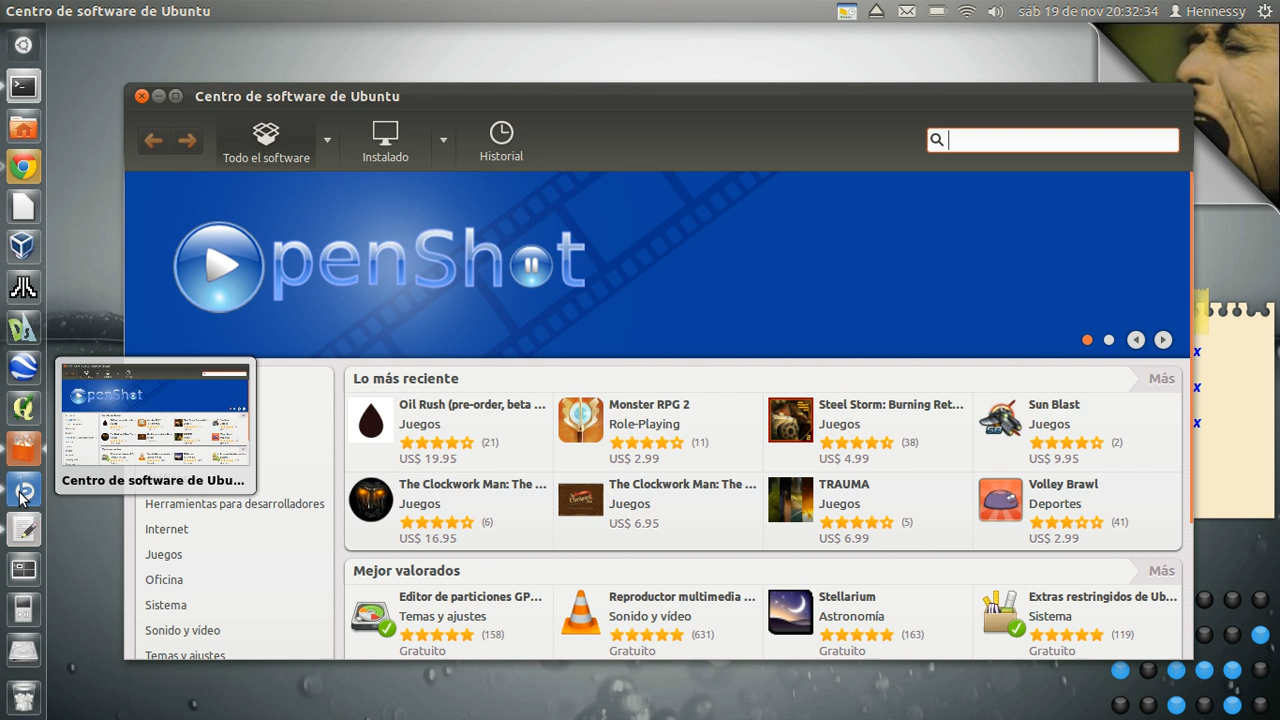 Centro de software de Ubuntu
sáb 19 de nov 20:32:34
Hennessy
Centro de software de Ubuntu
Todo el software
Instalado
Historial
penShot
Lo más reciente
Más
Oil Rush (pre-order, beta ...
Juegos
(21)
US$ 19.95
Monster RPG 2
Role-Playing
(11)
US$ 2.99
Steel Storm: Burning Ret...
Juegos
(38)
US$ 4.99
Sun Blast
Juegos
(2)
US$ 9.95
The Clockwork Man: The ...
Juegos
(6)
US$ 16.95
The Clockwork Man: The ...
Juegos
US$ 6.95
TRAUMA
Juegos
(5)
US$ 6.99
Volley Brawl
Deportes
(41)
US$ 2.99
Centro de software de Ubu...
Herramientas para desarrolladores
Internet
Juegos
Oficina
Sistema
Sonido y vídeo
Temas y ajustes
Mejor valorados
Más
Editor de particiones GP...
Temas y ajustes
(158)
Gratuito
Reproductor multimedia ...
Sonido y vídeo
(631)
Gratuito
Stellarium
Astronomía
(163)
Gratuito
Extras restringidos de Ub...
Sistema
(119)
Gratuito
x
x
x